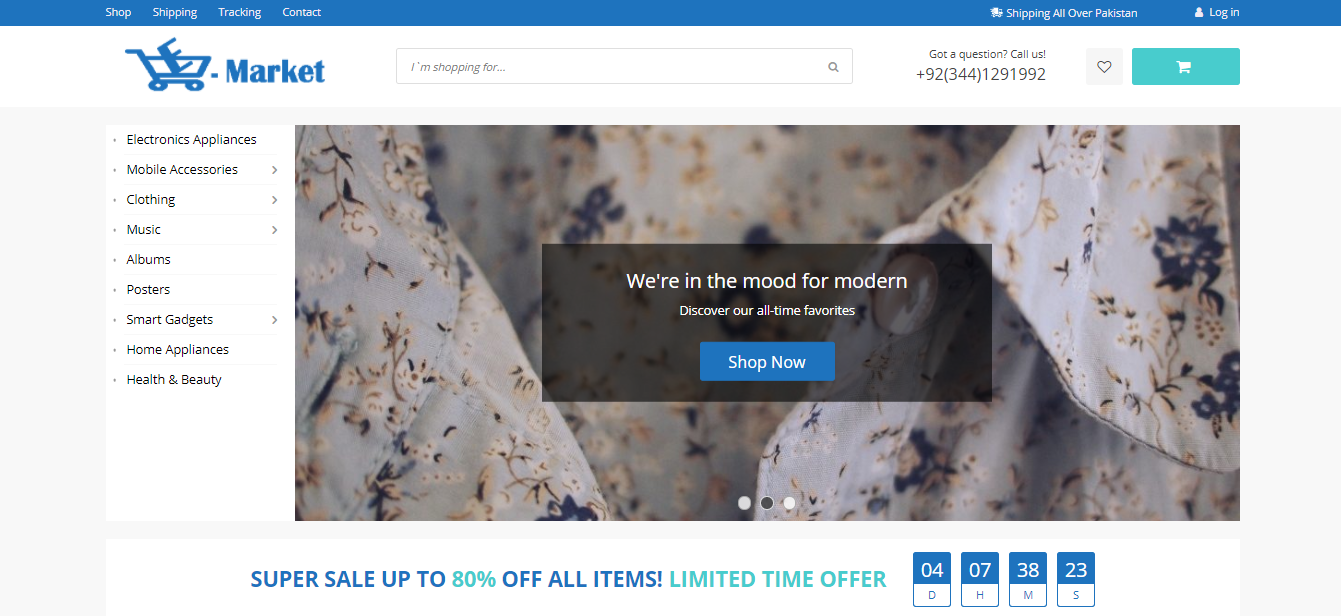 Shop Shipping Tracking Contact
Shipping All Over Pakistan
Log in
E - Market
I`m shopping for...
Got a question? Call us!
+92(344)1291992
Electronics Appliances
Mobile Accessories
Clothing
Music
Albums
Posters
Smart Gadgets
Home Appliances
Health & Beauty
We're in the mood for modern
Discover our all-time favorites
Shop Now
SUPER SALE UP TO 80% OFF ALL ITEMS! LIMITED TIME OFFER
04 07 38 23
D H M S